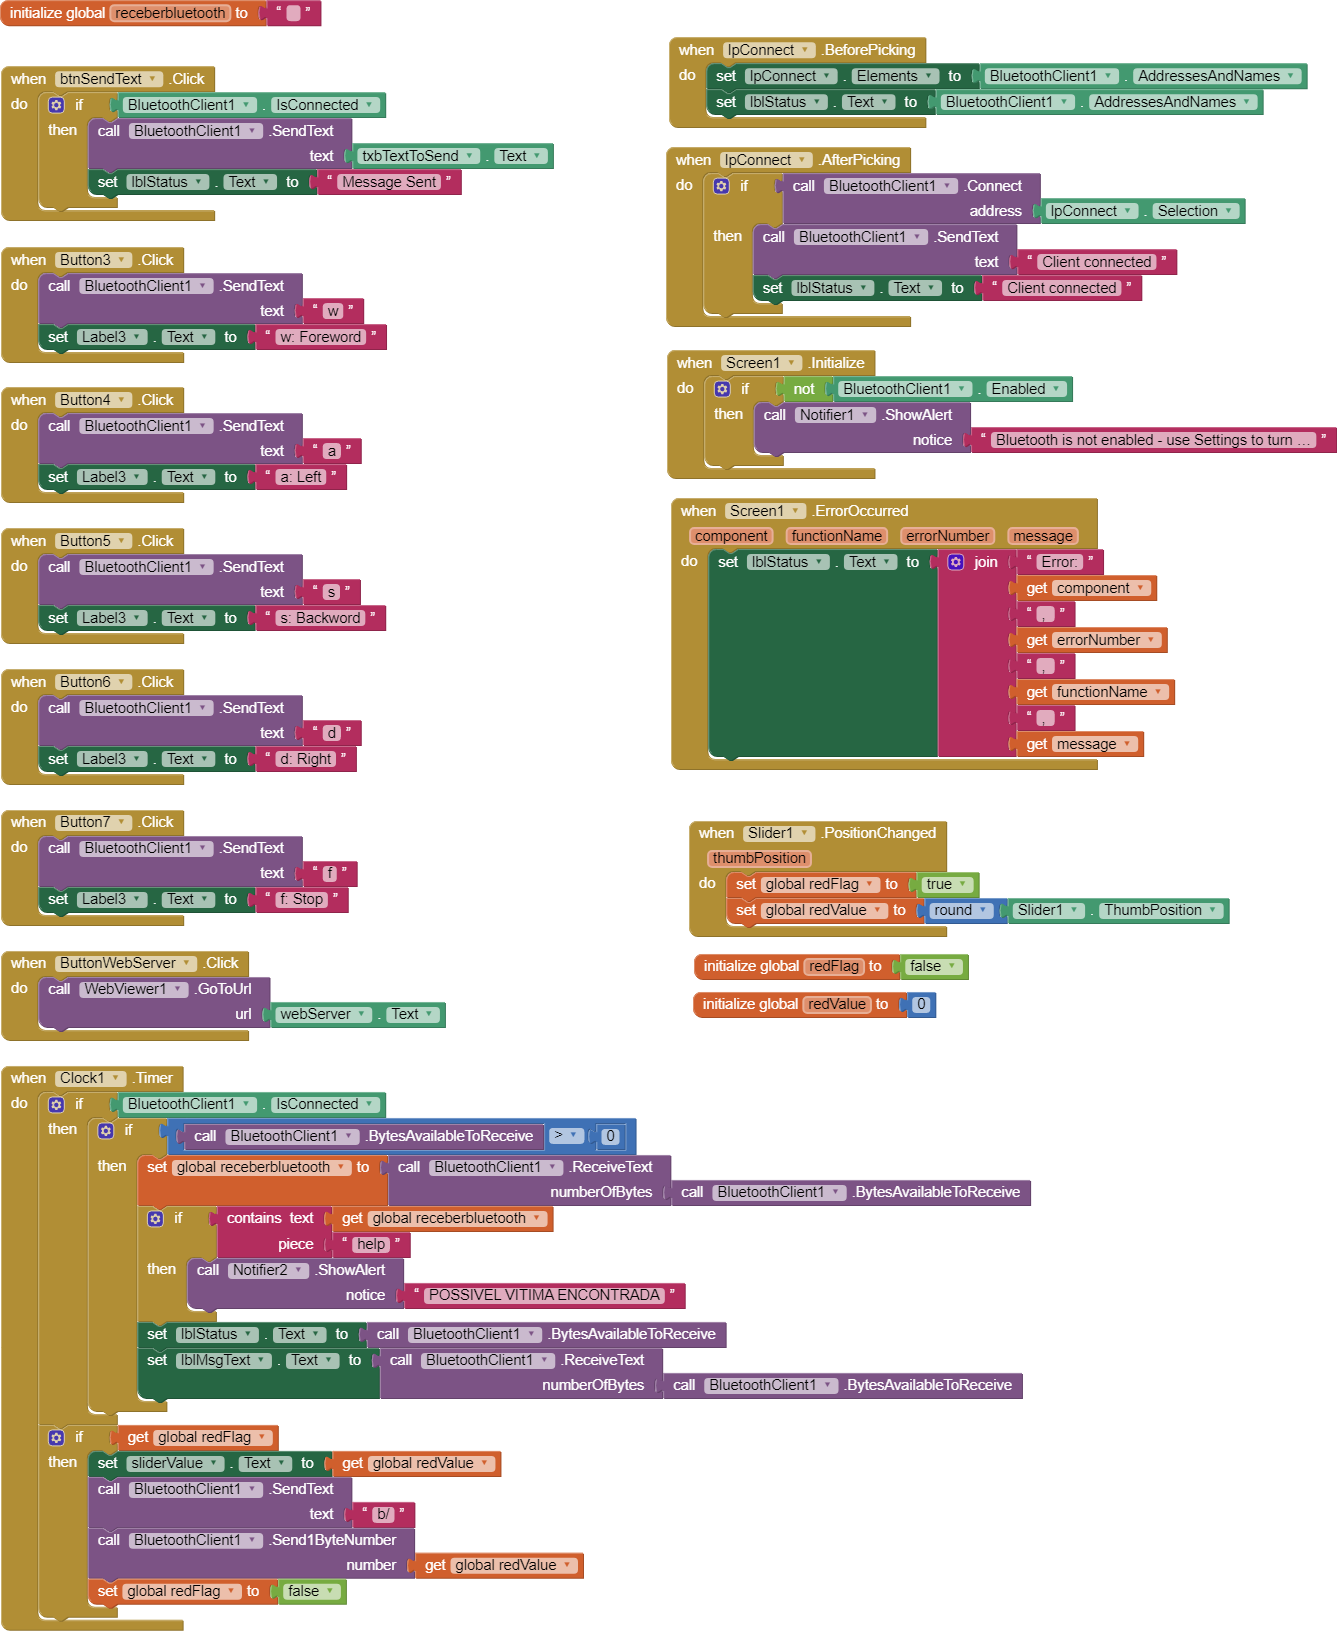 initialize global receberbluetooth to " "
when btnSendText .Click
do if BluetoothClient1 . IsConnected
then call BluetoothClient1 .SendText
text txbTextToSend . Text
set lblStatus . Text to " Message Sent "
when Button3 .Click
do call BluetoothClient1 .SendText
text " w "
set Label3 . Text to " w: Foreword "
when Button4 .Click
do call BluetoothClient1 .SendText
text " a "
set Label3 . Text to " a: Left "
when Button5 .Click
do call BluetoothClient1 .SendText
text " s "
set Label3 . Text to " s: Backword "
when Button6 .Click
do call BluetoothClient1 .SendText
text " d "
set Label3 . Text to " d: Right "
when Button7 .Click
do call BluetoothClient1 .SendText
text " f "
set Label3 . Text to " f: Stop "
when ButtonWebServer .Click
do call WebViewer1 .GoToUrl
url webServer . Text
when Clock1 .Timer
do if BluetoothClient1 . IsConnected
then if call BluetoothClient1 .BytesAvailableToReceive > 0
then set global receberbluetooth to call BluetoothClient1 .ReceiveText
numberOfBytes call BluetoothClient1 .BytesAvailableToReceive
if contains text get global receberbluetooth
piece " help "
then call Notifier2 .ShowAlert
notice " POSSIVEL VITIMA ENCONTRADA "
set lblStatus . Text to call BluetoothClient1 .BytesAvailableToReceive
set lblMsgText . Text to call BluetoothClient1 .ReceiveText
numberOfBytes call BluetoothClient1 .BytesAvailableToReceive
if get global redFlag
then set sliderValue . Text to get global redValue
call BluetoothClient1 .SendText
text " b/ "
call BluetoothClient1 .Send1ByteNumber
number get global redValue
set global redFlag to false
when lpConnect .BeforePicking
do set lpConnect . Elements to BluetoothClient1 . AddressesAndNames
set lblStatus . Text to BluetoothClient1 . AddressesAndNames
when lpConnect .AfterPicking
do if call BluetoothClient1 .Connect
address lpConnect . Selection
then call BluetoothClient1 .SendText
text " Client connected "
set lblStatus . Text to " Client connected "
when Screen1 .Initialize
do if not BluetoothClient1 . Enabled
then call Notifier1 .ShowAlert
notice " Bluetooth is not enabled - use Settings to turn ... "
when Screen1 .ErrorOccurred
component functionName errorNumber message
do set lblStatus . Text to join " Error: "
get component
" , "
get errorNumber
" , "
get functionName
" , "
get message
when Slider1 .PositionChanged
thumbPosition
do set global redFlag to true
set global redValue to round Slider1 . ThumbPosition
initialize global redFlag to false
initialize global redValue to 0